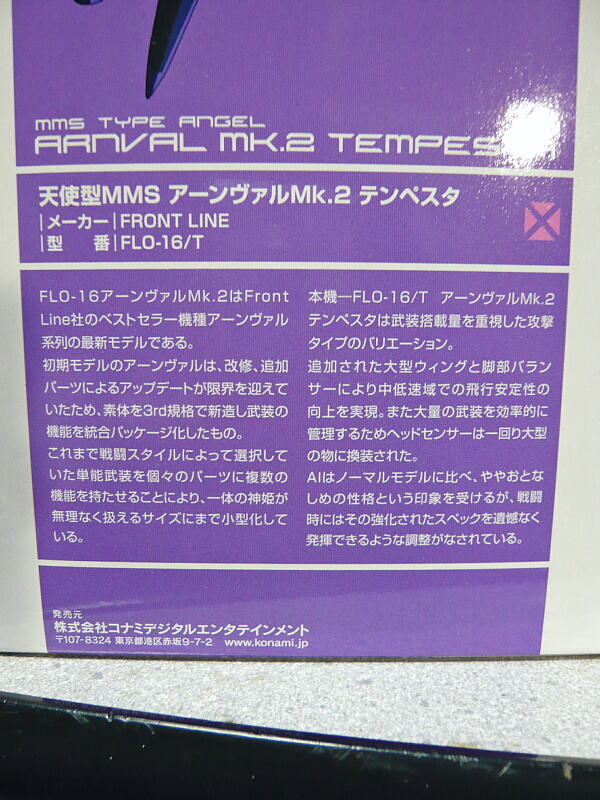 MMS TYPE ANGEL
ARNVAL MK.2 TEMPES
天使型MMS アーンヴァルMk.2 テンペスタ
|メーカー|FRONT LINE
|型　番|FLO-16/T
FLO-16アーンヴァルMk.2はFront
Line社のベストセラー機種アーンヴァル
系列の最新モデルである。
初期モデルのアーンヴァルは、改修、追加
パーツによるアップデートが限界を迎えて
いたため、素体を3rd規格で新造し武装の
機能を統合パッケージ化したもの。
これまで戦闘スタイルによって選択して
いた単能武装を個々のパーツに複数の
機能を持たせることにより、一体の神姫が
無理なく扱えるサイズにまで小型化して
いる。
本機―FLO-16/T　アーンヴァルMk.2
テンペスタは武装搭載量を重視した攻撃
タイプのバリエーション。
追加された大型ウィングと脚部バラン
サーにより中低速域での飛行安定性の
向上を実現。また大量の武装を効率的に
管理するためヘッドセンサーは一回り大型
の物に換装された。
AIはノーマルモデルに比べ、ややおとな
しめの性格という印象を受けるが、戦闘
時にはその強化されたスペックを遺憾なく
発揮できるような調整がなされている。
発売元
株式会社コナミデジタルエンタテインメント
〒107-8324 東京都港区赤坂9-7-2　www.konami.jp